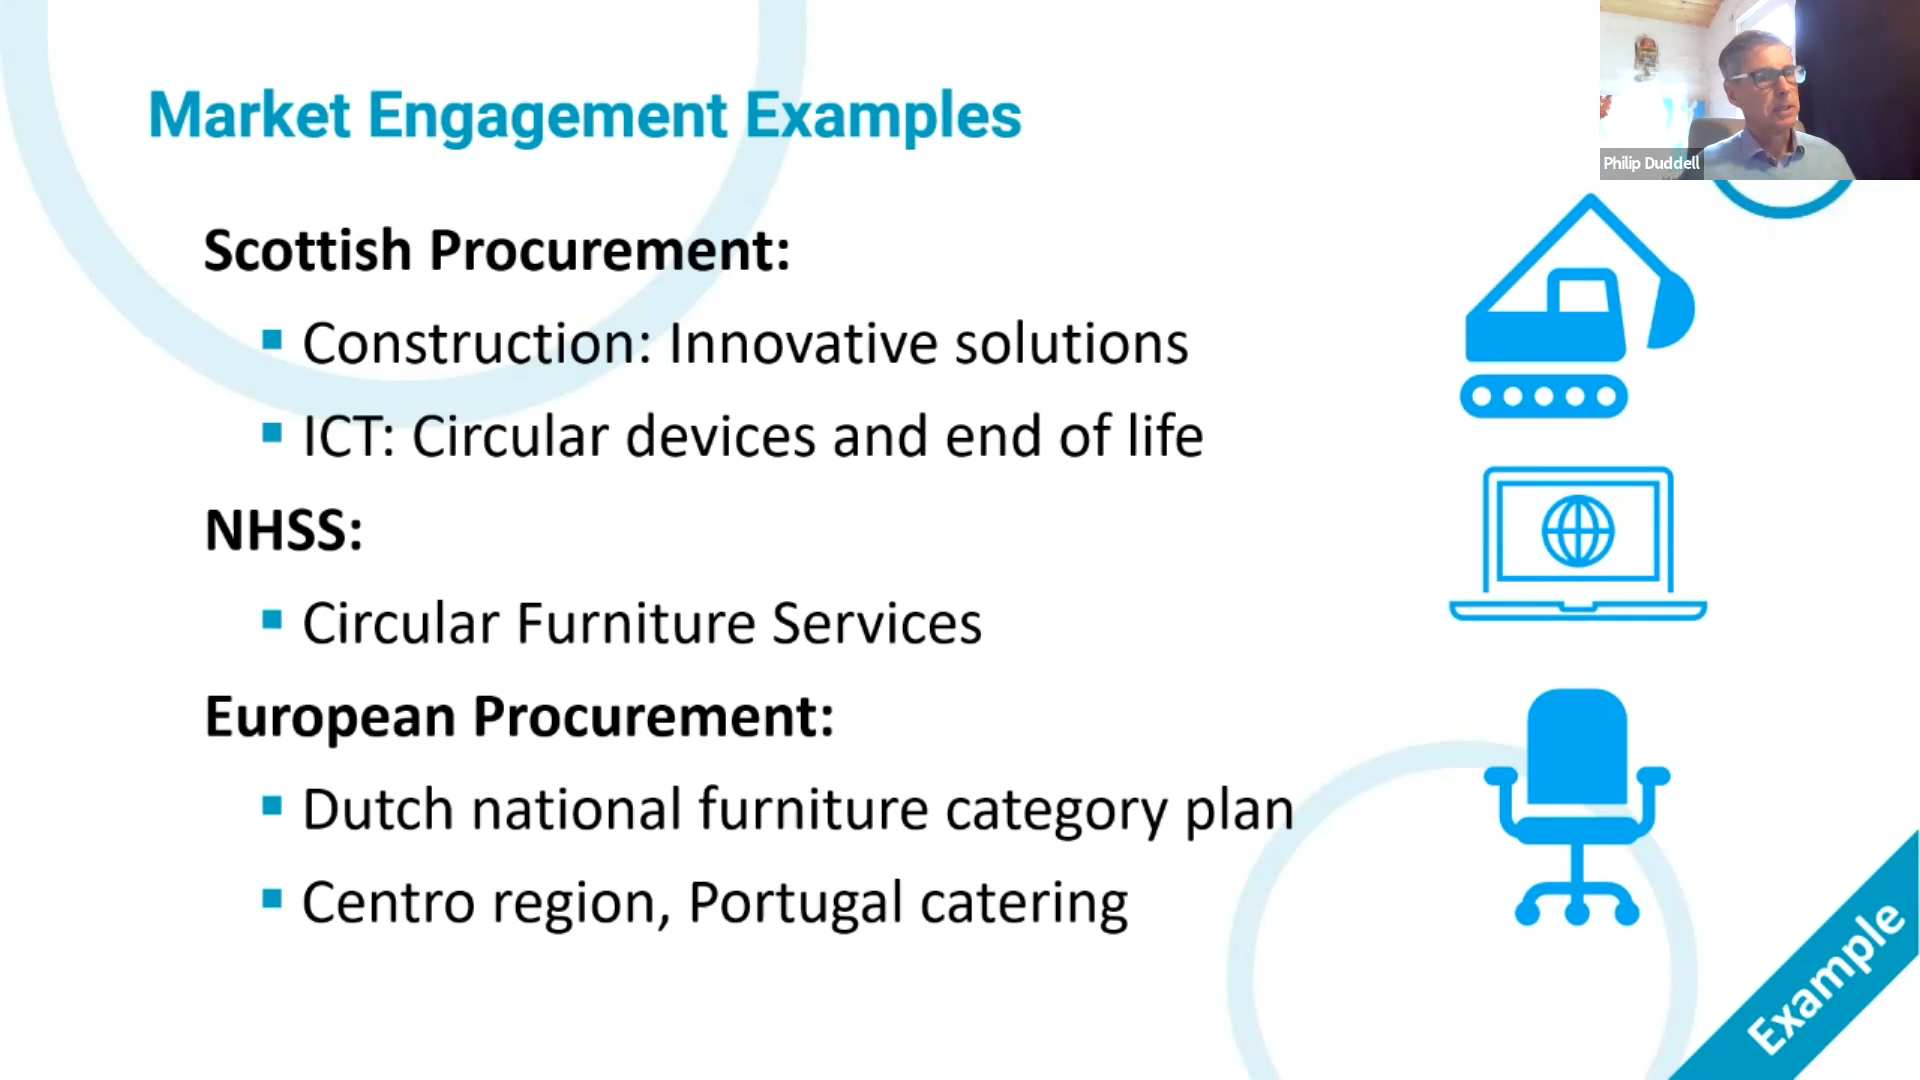 Market Engagement Examples
Philip Duddell
Scottish Procurement:
Construction: Innovative solutions
ICT: Circular devices and end of life
NHSS:
Circular Furniture Services
European Procurement:
Dutch national furniture category plan
Centro region, Portugal catering
Example